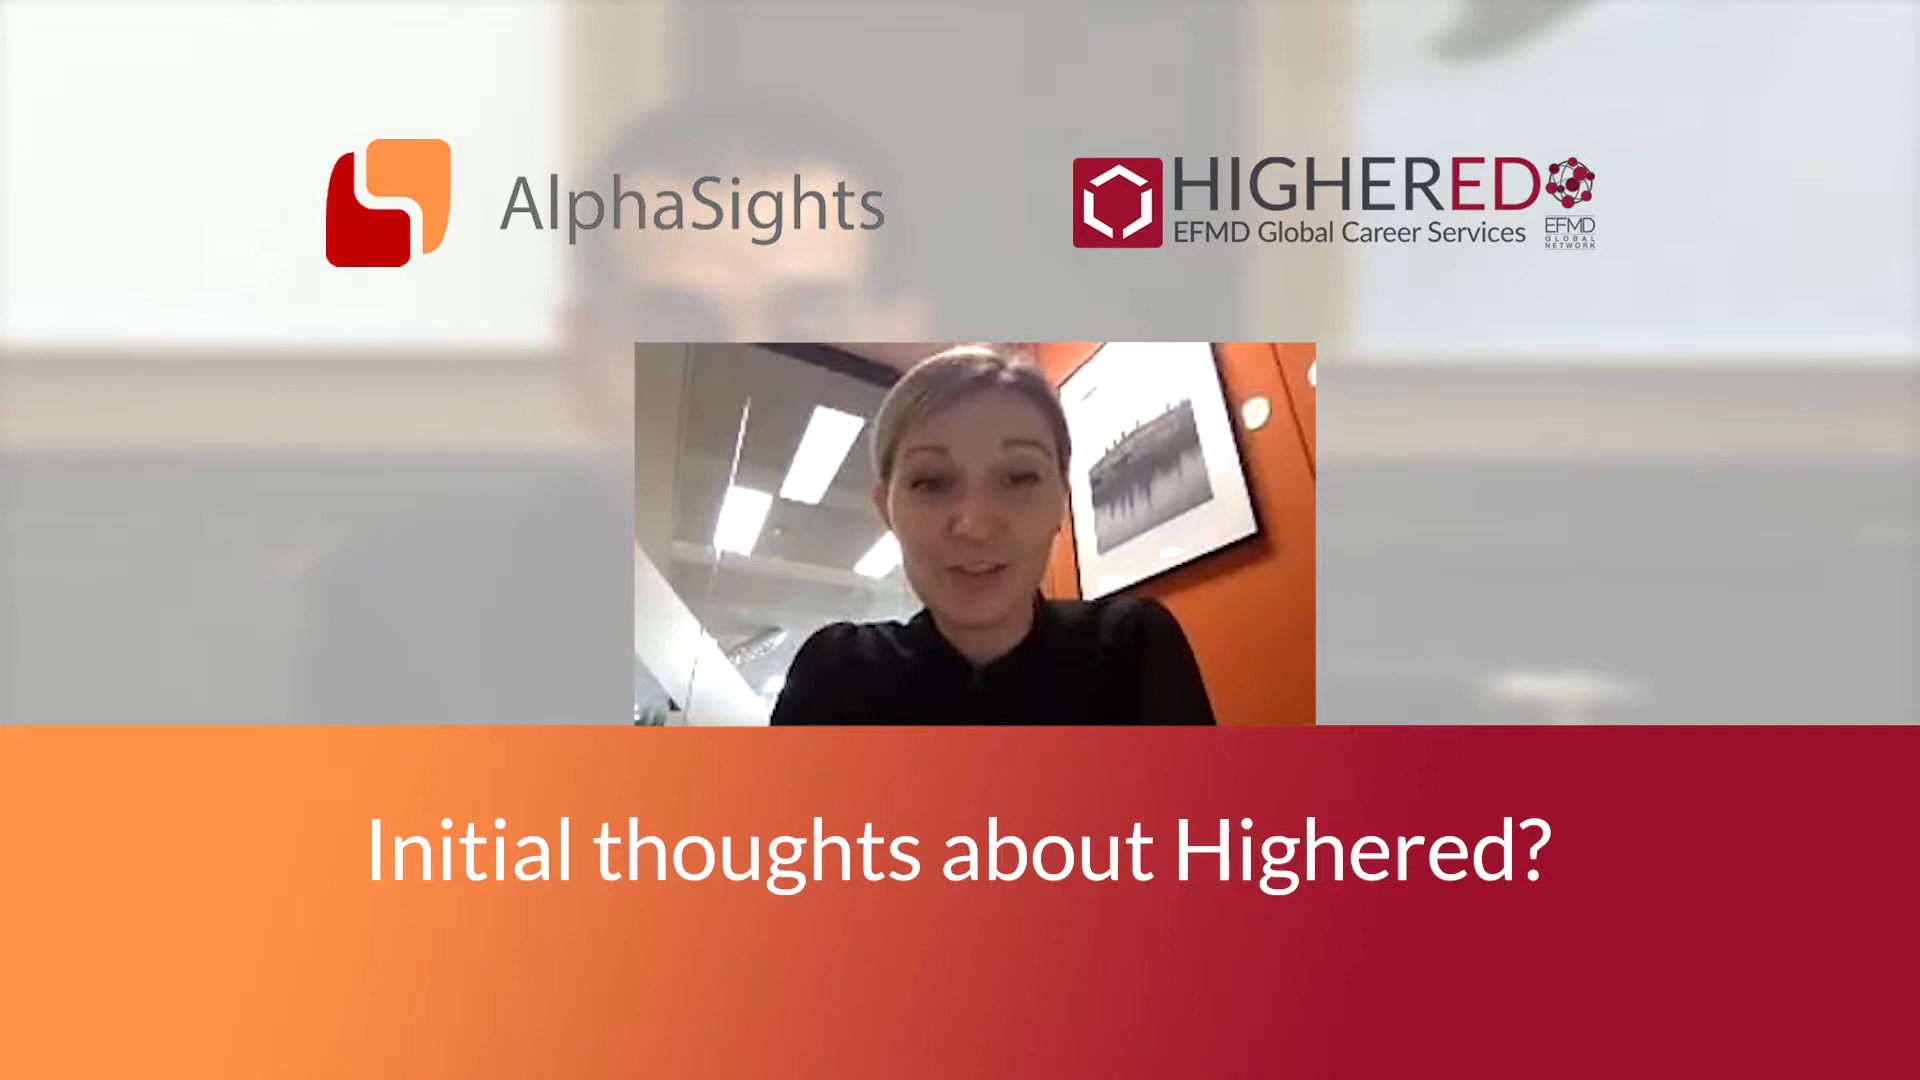 AlphaSights
HIGHERED
EFMD Global Career Services
EFMD
GLOBAL
NETWORK
Initial thoughts about Highered?